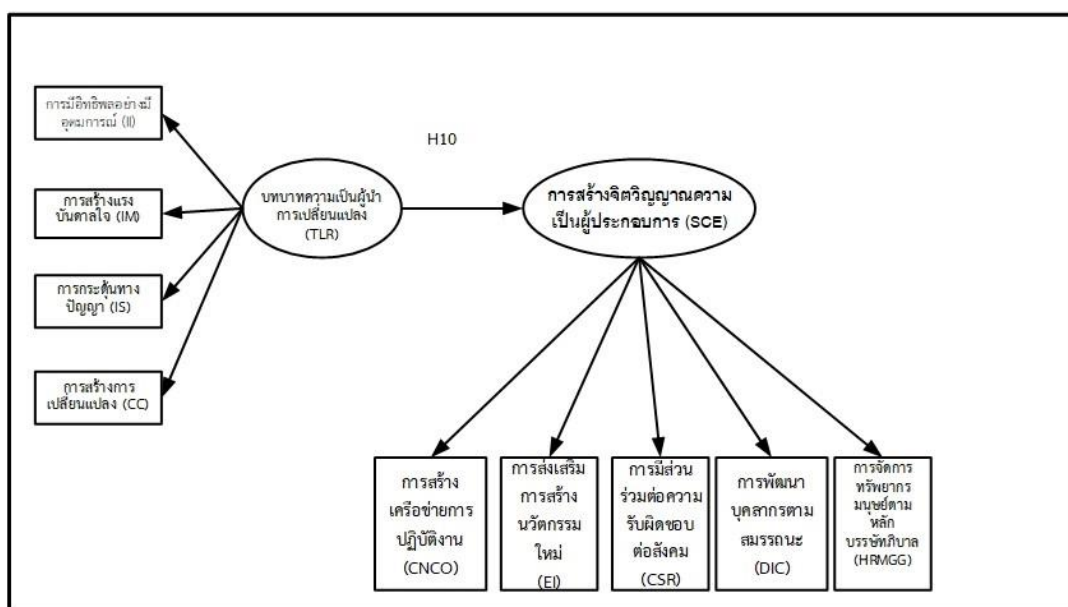 การมีอิทธิพลอย่างมี
อุดมการณ์ (II)
การสร้างแรง
บันดาลใจ (IM)
การกระตุ้นทาง
ปัญญา (IS)
การสร้างการ
เปลี่ยนแปลง (CC)
บทบาทความเป็นผู้นำ
การเปลี่ยนแปลง
(TLR)
H10
การสร้างจิตวิญญาณความ
เป็นผู้ประกอบการ (SCE)
การสร้าง
เครือข่ายการ
ปฏิบัติงาน
(CNCO)
การส่งเสริม
การสร้าง
นวัตกรรม
ใหม่
(EI)
การมีส่วน
ร่วมต่อความ
รับผิดชอบ
ต่อสังคม
(CSR)
การพัฒนา
บุคลากรตาม
สมรรถนะ
(DIC)
การจัดการ
ทรัพยากร
มนุษย์ตาม
หลัก
บรรษัทภิบาล
(HRMGG)